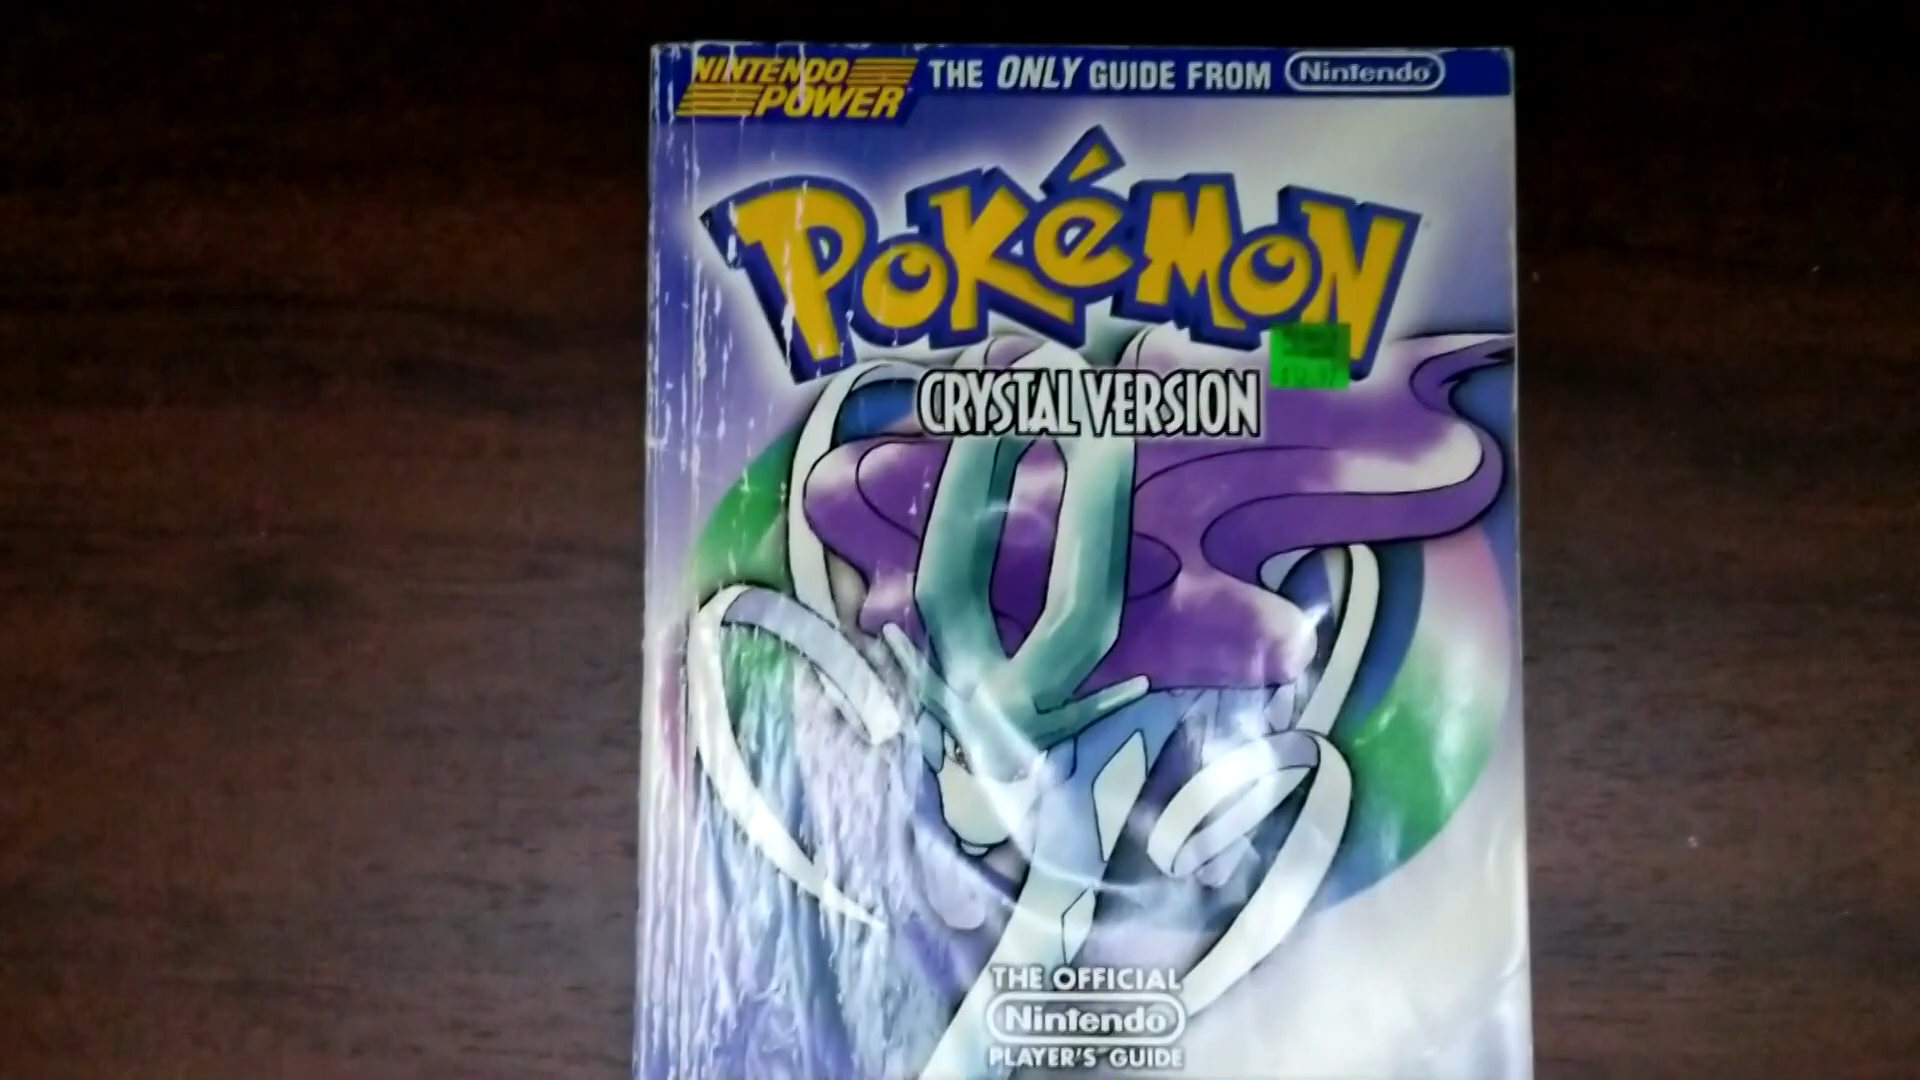 NINTENDO POWER THE ONLY GUIDE FROM Nintendo
POKéMON
CRYSTAL VERSION
THE OFFICIAL
Nintendo
PLAYER'S GUIDE